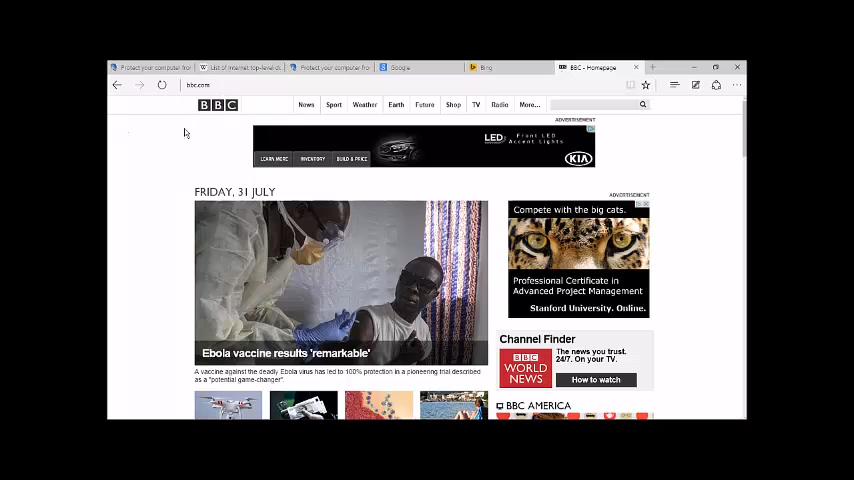 Protect your computer fror
List of Internet top-level do
Protect your computer fror
Google
Bing
BBC - Homepage
bbc.com
BBC
News
Sport
Weather
Earth
Future
Shop
TV
Radio
More...
ADVERTISEMENT
LED
Front LED
Accent Lights
LEARN MORE
INVENTORY
BUILD & PRICE
KIA
FRIDAY, 31 JULY
ADVERTISEMENT
Compete with the big cats.
Professional Certificate in
Advanced Project Management
Stanford University. Online.
Ebola vaccine results 'remarkable'
A vaccine against the deadly Ebola virus has led to 100% protection in a pioneering trial described
as a "potential game-changer".
Channel Finder
BBC
WORLD
NEWS
The news you trust.
24/7. On your TV.
How to watch
BBC AMERICA